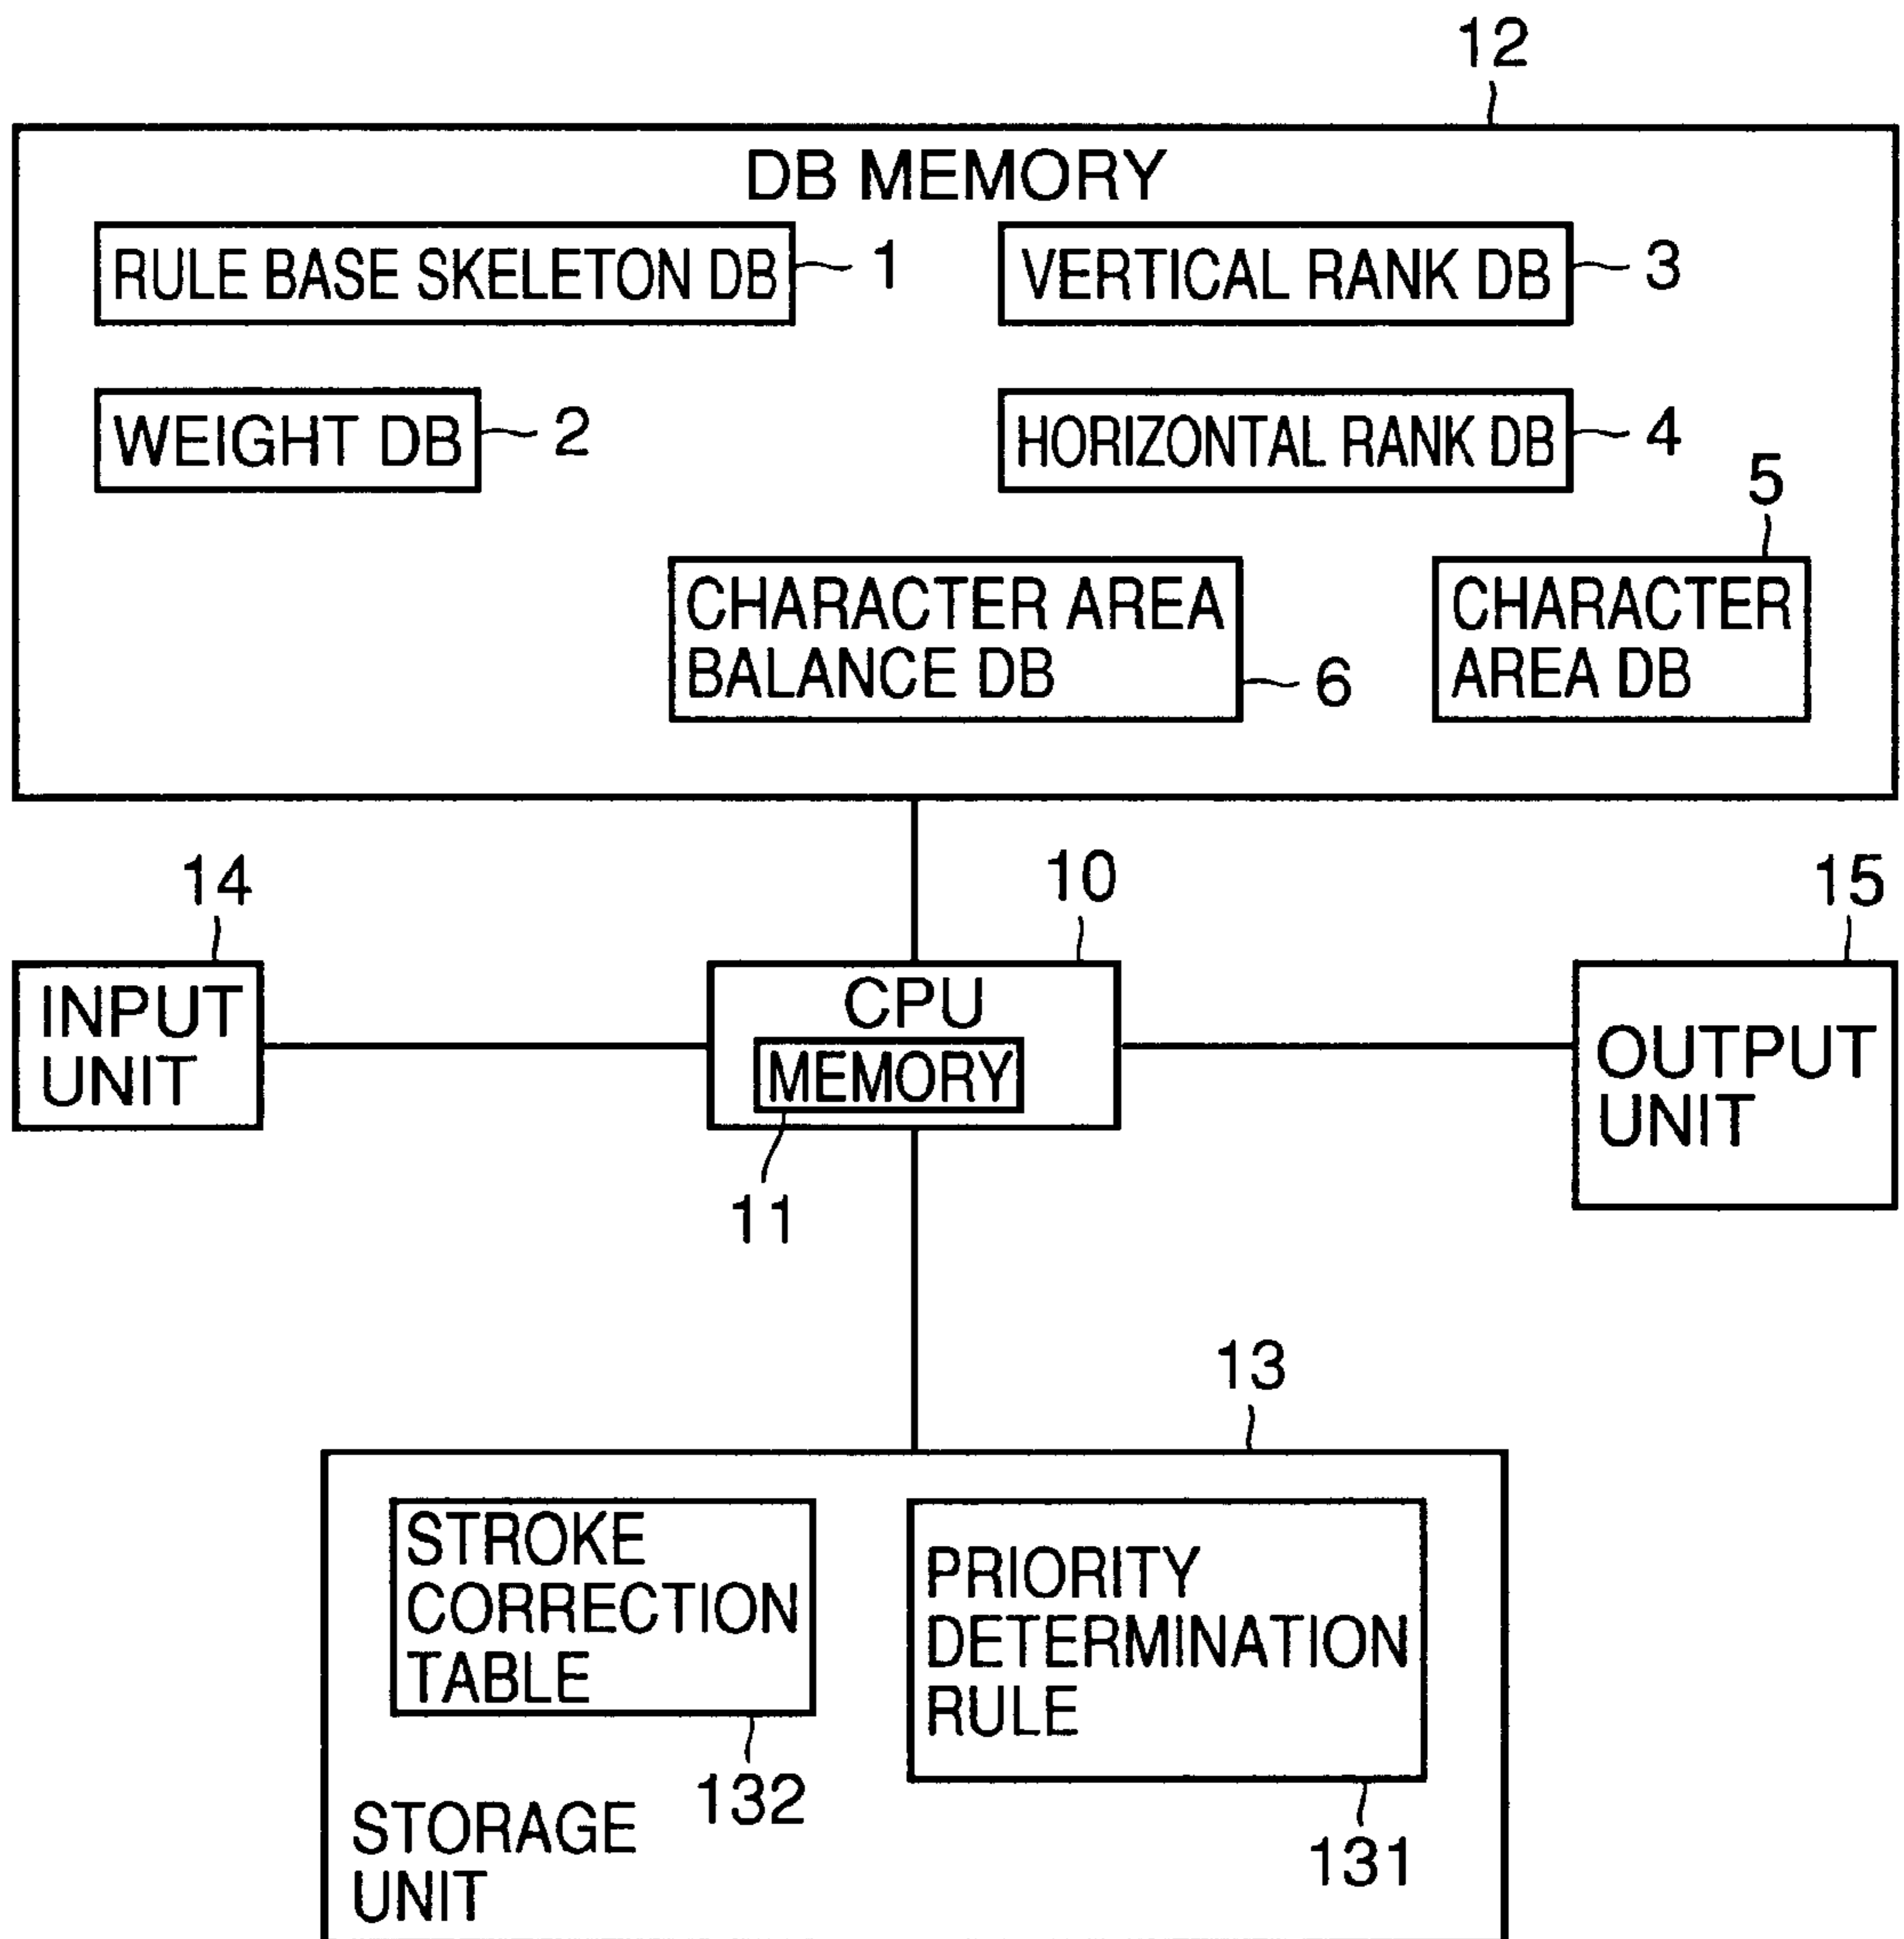 12
DB MEMORY
RULE BASE SKELETON DB
1
VERTICAL RANK DB
3
WEIGHT DB
2
HORIZONTAL RANK DB
4
5
CHARACTER AREA
BALANCE DB
6
CHARACTER
AREA DB
14
10
15
INPUT
UNIT
CPU
MEMORY
11
OUTPUT
UNIT
13
STROKE
CORRECTION
TABLE
132
PRIORITY
DETERMINATION
RULE
131
STORAGE
UNIT